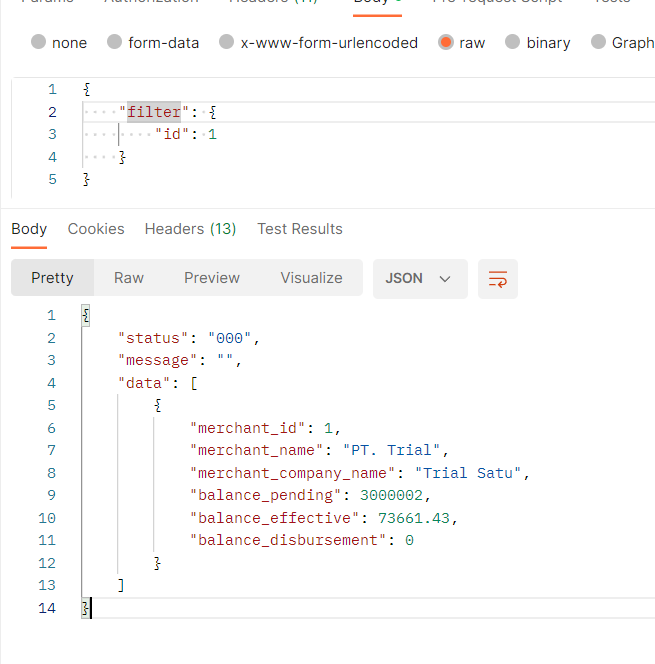 Params Authorization Headers (11) Body Pre-request Script Tests
none form-data x-www-form-urlencoded raw binary Graph
1 {
2 "filter": {
3 "id": 1
4 }
5 }
Body Cookies Headers (13) Test Results
Pretty Raw Preview Visualize JSON
1 {
2 "status": "000",
3 "message": "",
4 "data": [
5 {
6 "merchant_id": 1,
7 "merchant_name": "PT. Trial",
8 "merchant_company_name": "Trial Satu",
9 "balance_pending": 3000002,
10 "balance_effective": 73661.43,
11 "balance_disbursement": 0
12 }
13 ]
14 }